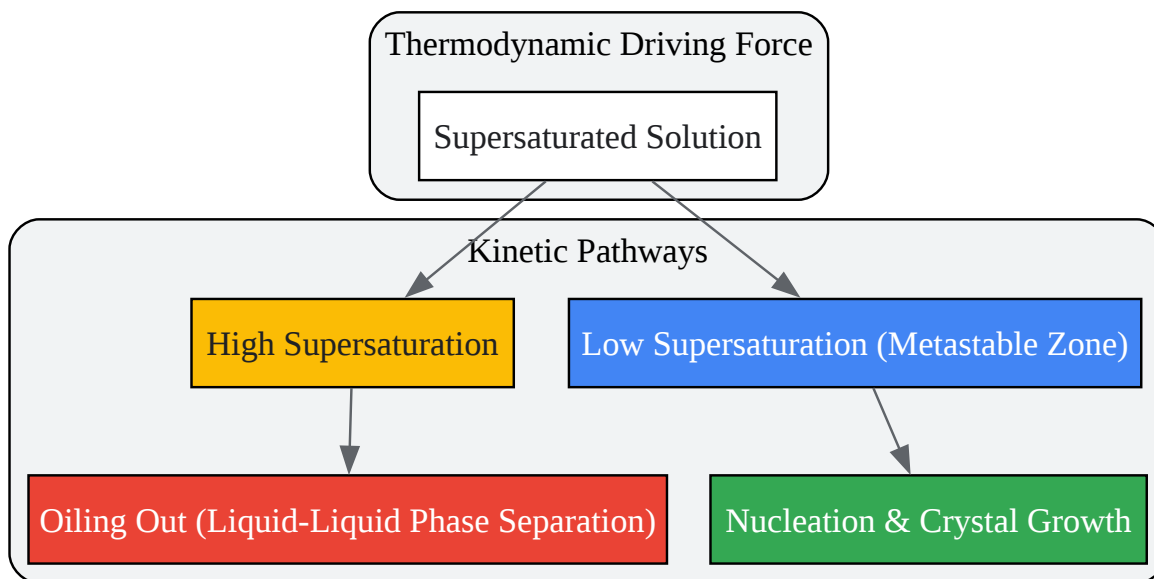 Thermodynamic Driving Force
Supersaturated Solution
Kinetic Pathways
High Supersaturation
Low Supersaturation (Metastable Zone)
Oiling Out (Liquid-Liquid Phase Separation)
Nucleation & Crystal Growth